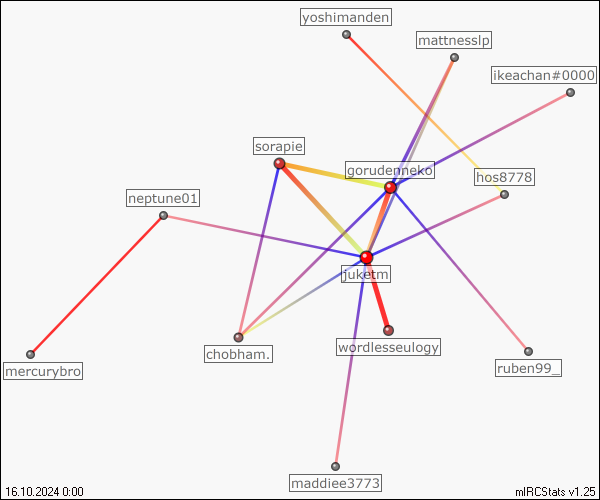 yoshimanden
mattnesslp
ikeachan#0000
sorapie
gorudenneko
hos8778
neptune01
juketm
chobham.
wordlesseulogy
mercurybro
ruben99_
maddiee3773
16.10.2024 0:00
mIRCStats v1.25